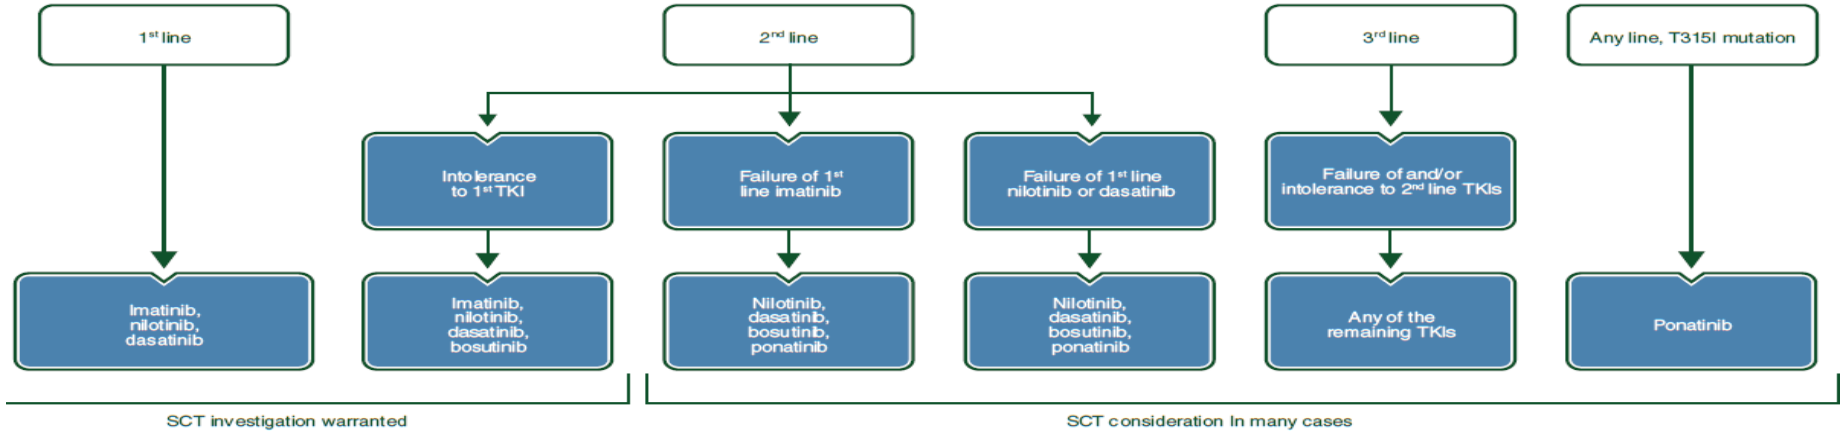 1st line
2nd line
3rd line
Any line, T315I mutation
Intolerance
to 1st TKI
Failure of 1st
line imatinib
Failure of 1st line
nilotinib or dasatinib
Failure of and/or
intolerance to 2nd line TKIs
Imatinib,
nilotinib,
dasatinib
Imatinib,
nilotinib,
dasatinib,
bosutinib
Nilotinib,
dasatinib,
bosutinib,
ponatinib
Nilotinib,
dasatinib,
bosutinib,
ponatinib
Any of the
remaining TKIs
Ponatinib
SCT investigation warranted
SCT consideration In many cases